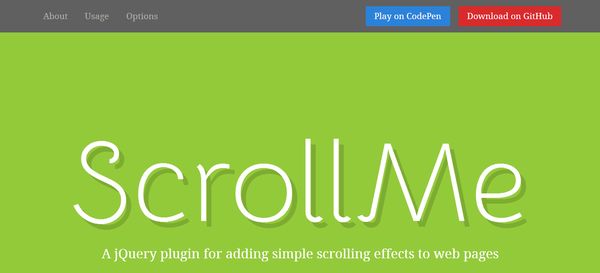 About Usage Options Play on CodePen Download on GitHub
ScrollMe
A jQuery plugin for adding simple scrolling effects to web pages